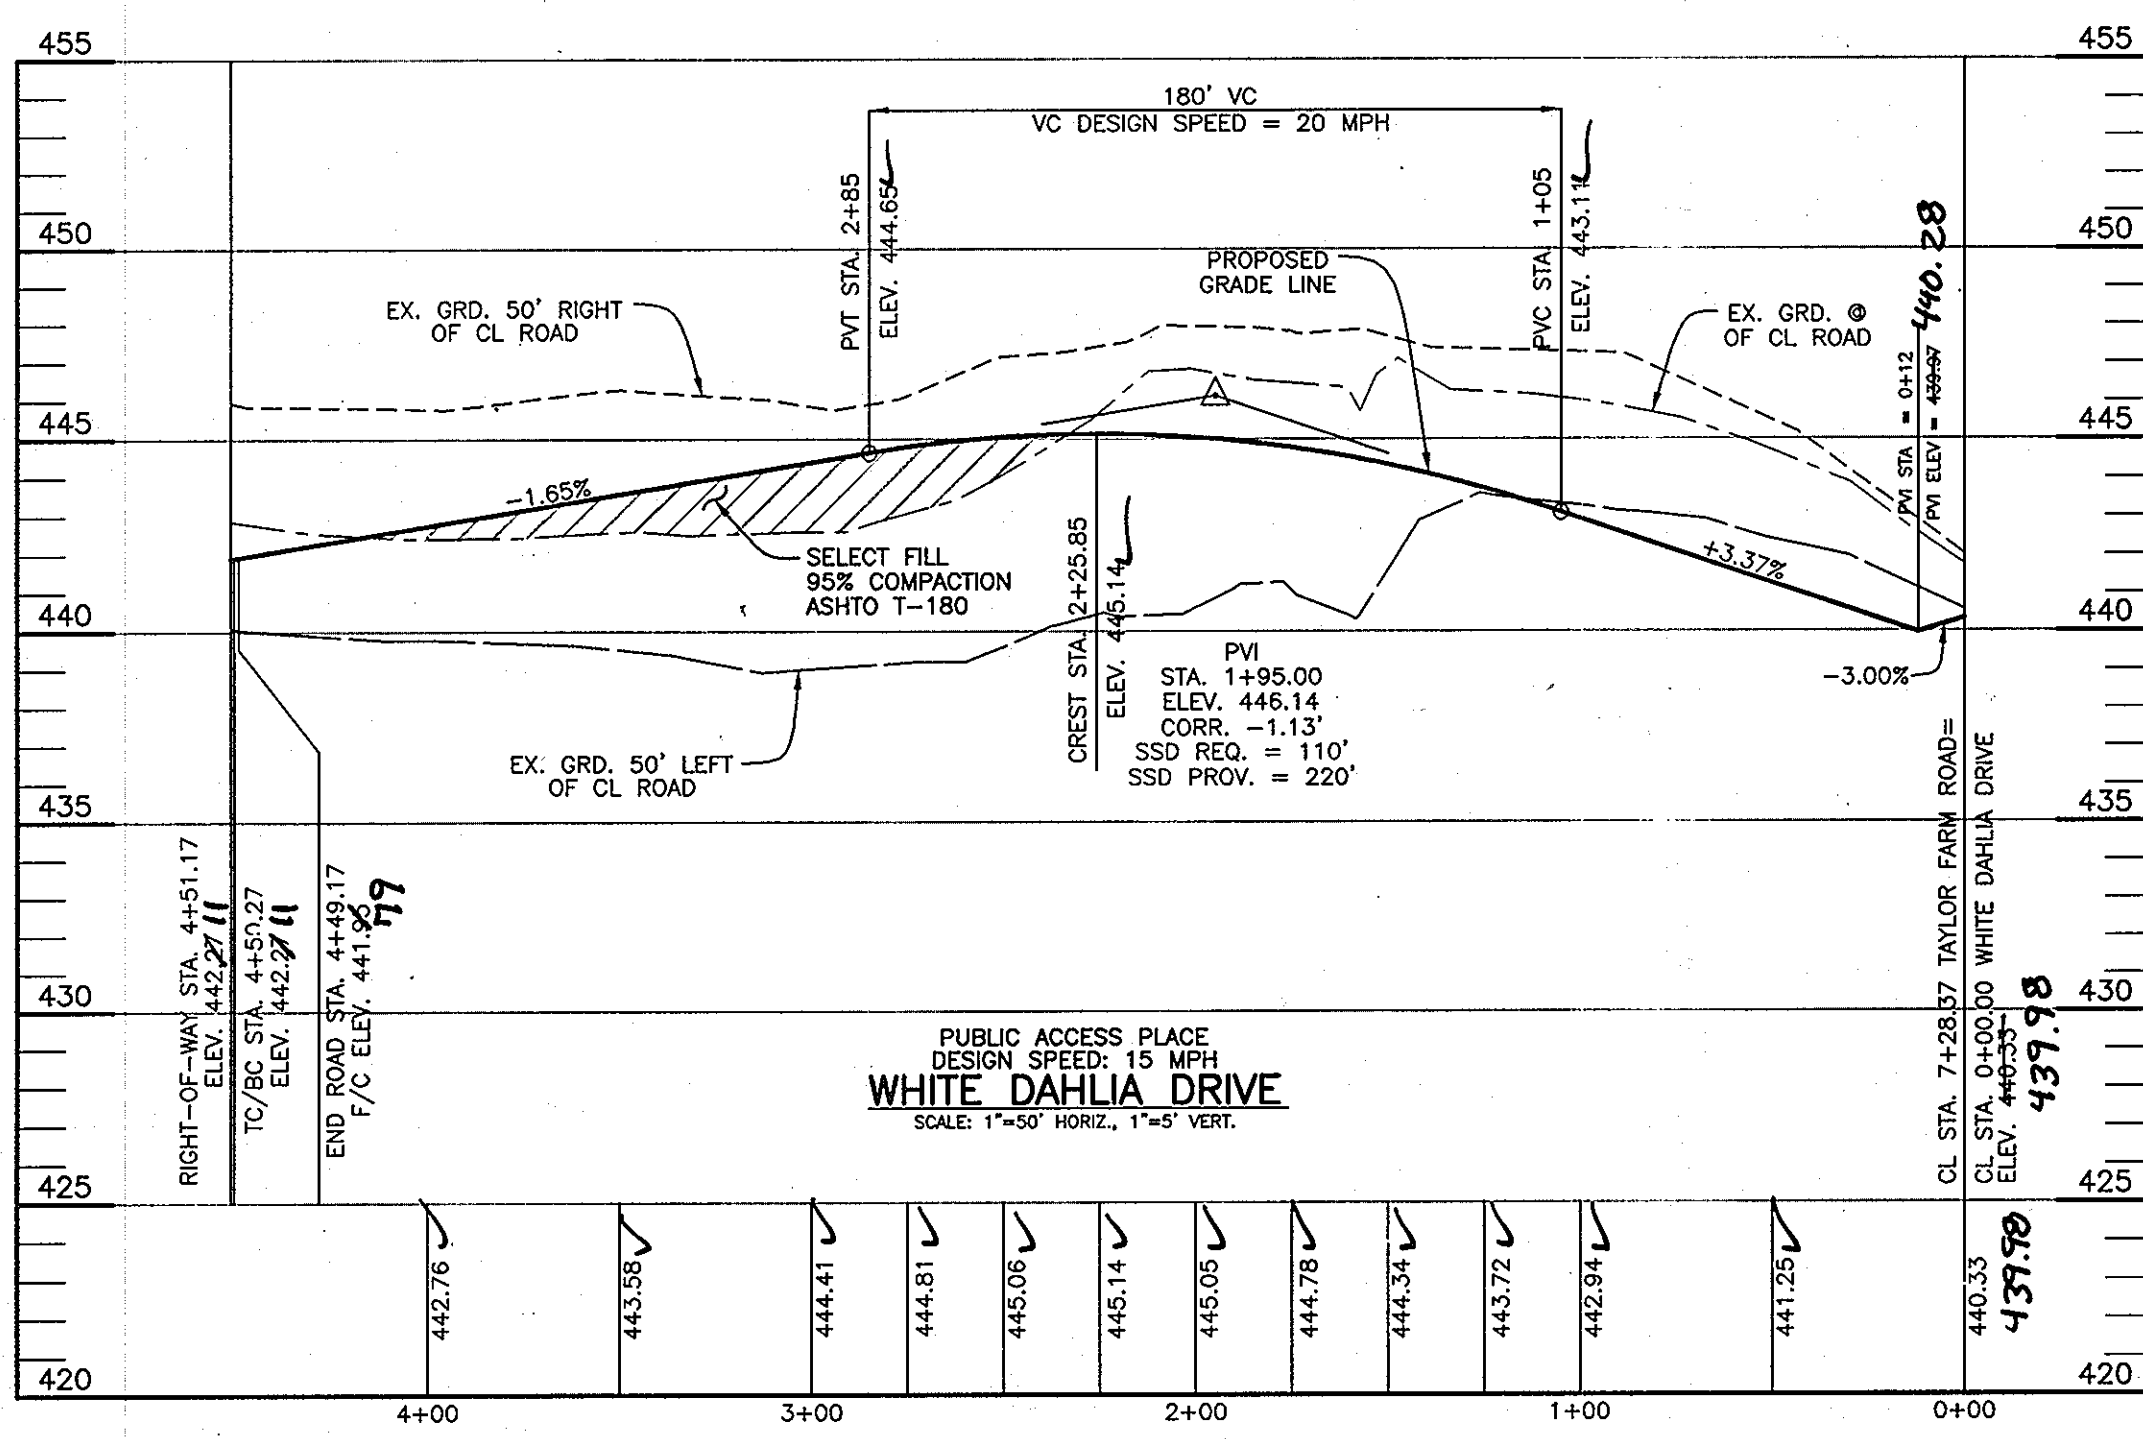 455
455
180' VC
VC DESIGN SPEED = 20 MPH
PVT STA. 2+85
ELEV. 444.65
PVC STA. 1+05
ELEV. 443.11
450
450
PROPOSED
GRADE LINE
EX. GRD. 50' RIGHT
OF CL ROAD
EX. GRD. @
OF CL ROAD
PVI STA = 0+12
PVI ELEV = 439.97 440.28
445
445
-1.65%
SELECT FILL
95% COMPACTION
ASHTO T-180
+3.37%
440
440
CREST STA. 2+25.85
ELEV. 445.14
PVI
STA. 1+95.00
ELEV. 446.14
CORR. -1.13'
SSD REQ. = 110'
SSD PROV. = 220'
-3.00%
EX. GRD. 50' LEFT
OF CL ROAD
435
435
RIGHT-OF-WAY STA. 4+51.17
ELEV. 442.27 11
TC/BC STA. 4+50.27
ELEV. 442.27 11
END ROAD STA. 4+49.17
F/C ELEV. 441.95 79
CL STA. 7+28.37 TAYLOR FARM ROAD=
CL STA. 0+00.00 WHITE DAHLIA DRIVE
ELEV. 440.33
439.98
430
430
PUBLIC ACCESS PLACE
DESIGN SPEED: 15 MPH
WHITE DAHLIA DRIVE
SCALE: 1"=50' HORIZ., 1"=5' VERT.
425
425
442.76
443.58
444.41
444.81
445.06
445.14
445.05
444.78
444.34
443.72
442.94
441.25
440.33
439.98
420
420
4+00
3+00
2+00
1+00
0+00